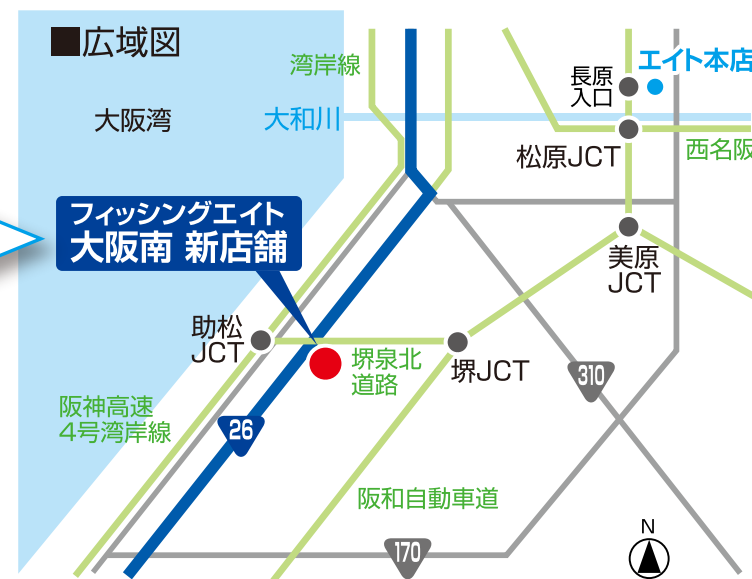 ■広域図
湾岸線
長原
入口
エイト本店
大阪湾
大和川
松原JCT
西名阪
フィッシングエイト
大阪南 新店舗
美原
JCT
助松
JCT
堺泉北
道路
堺JCT
310
阪神高速
4号湾岸線
26
阪和自動車道
N
170